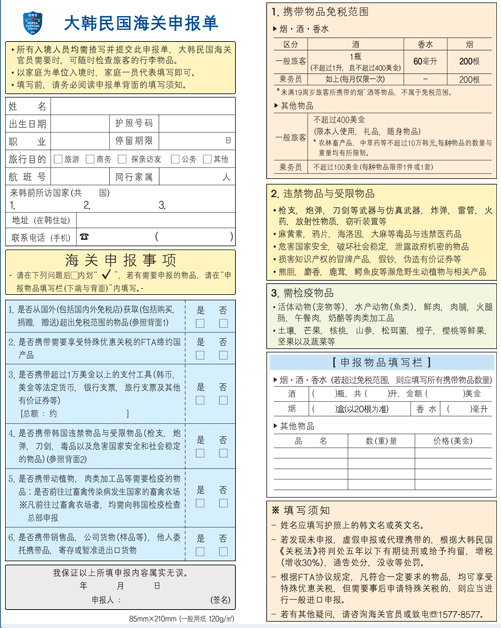 大韩民国海关申报单
• 所有入境人员均需揸写并提交此申报单，大韩民国海关
官员需要时，可随时检查旅客的行李物品。
• 以家庭为单位入境时，家庭一员代表填写即可。
• 填写前，请务必阅读申报单背面的填写须知。
姓 名
出生日期 护照号码
职 业 停留期限 日
旅行目的 □旅游 □商务 □探亲访友 □公务 □其他
航 班 号 同行家属 人
来韩前所访国家(共 国)
1. 2. 3.
地址 (在韩住址)
联系电话 (手机) ☎ ( )
海关申报事项
- 请在下列问题后□内划“✓”，若有需要申报的物品，请在“申
报物品填写栏(下端与背面)”内填写。-
1. 是否从国外(包括国内外免税店)获取(包括购买，
捐赠，赠送)超出免税范围的物品(参照背面1)
是 否
□ □
2. 是否携带需要享受特殊优惠关税的FTA缔约国
产品
是 否
□ □
3. 是否携带超过1万美金以上的支付工具(韩币，
美金等法定货币，银行支票，旅行支票及其他
有价证券等)
[总额：约 ]
是 否
□ □
4. 是否携带韩国违禁物品与受限物品(枪支，炮
弹，刀剑，毒品以及危害国家安全和社会稳定
的物品)(参照背面2)
是 否
□ □
5. 是否携带动植物，肉类加工品等需要检疫的物
品；是否前往过畜禽传染病发生国家的畜禽农场
※凡前往过畜禽农场者，均需向韩国检疫检查
总部申报
是 否
□ □
6. 是否携带销售品，公司货物(样品等)，他人委
托携带品，寄存或暂准进出口货物
是 否
□ □
我保证以上所填申报内容属实无误。
年 月 日
申报人： (签名)
85mm×210mm (一般用纸 120g/㎡)
1. 携带物品免税范围
▶烟·酒·香水
区分 酒 香水 烟
一般旅客 1瓶
(不超过1升，且不超过400美金) 60毫升 200根
乘务员 如上(每月仅限一次) － 200根
*未满19周岁旅客所携带的烟酒等物品，不属于免税范围。
▶其他物品
一般旅客
不超过400美金
(限本人使用，礼品，随身物品)
* 农林畜产品，中草药等不超过10万韩元,每种物品的数量与
重量均有所限制。
乘务员 不超过100美金(每种物品限带1件或1套)
2. 违禁物品与受限物品
• 枪支，炮弹，刀剑等武器与仿真武器，炸弹，雷管，火
药，放射性物质，窃听装置等
• 麻黄素，鸦片，海洛因，大麻等毒品与违禁医药品
• 危害国家安全，破坏社会稳定，泄露政府机密的物品
• 损害知识产权的冒牌产品，假钞，伪造有价证券等
• 熊胆，麝香，鹿茸，鳄鱼皮等濒危野生动植物与相关产品
3. 需检疫物品
• 活体动物(宠物等)，水产动物(鱼类)，鲜肉，肉脯，火腿
肠，午餐肉，奶酪等肉类加工品
• 土壤，芒果，核桃，山参，松茸菌，橙子，樱桃等鲜果，
坚果以及蔬菜等
[ 申报物品填写栏 ]
▶烟·酒·香水 (若超过免税范围，则应填写所有携带物品数量)
酒 ( )瓶，共 ( )升，金额 ( )美金
烟 ( )盒(以20根为准) 香 水 ( )毫升
▶其他物品
品 名 数(重)量 价格(美金)
※ 填写须知
- 姓名应填写护照上的韩文名或英文名。
- 若发现未申报，虚假申报或代理携带的，根据大韩民国
《关税法》将判处五年以下有期徒刑或给予拘留，增税
(增收30%)，通告处分，没收等处罚。
- 根据FTA协议规定，凡符合一定要求的物品，均可享受
特殊优惠关税，但需要事后申请特殊关税的，则应当进
行一般进口申报。
- 若有其他疑问，请咨询海关官员或致电☎1577-8577。